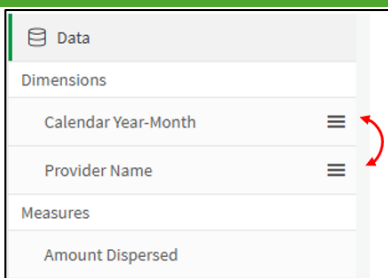 Data
Dimensions
Calendar Year-Month
Provider Name
Measures
Amount Dispersed